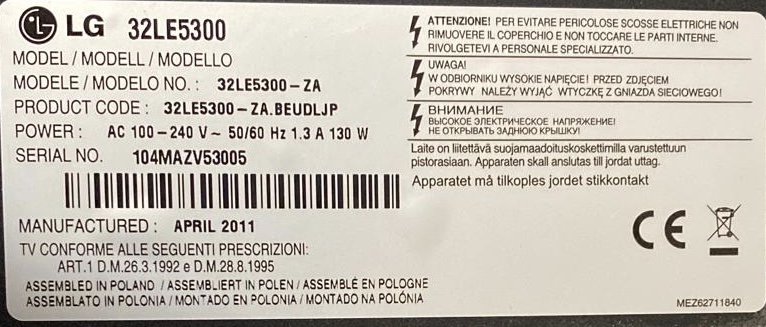 LG 32LE5300
MODEL / MODELL / MODELLO
MODELE / MODELO NO. : 32LE5300-ZA
PRODUCT CODE : 32LE5300-ZA.BEUDLJP
POWER : AC 100-240 V~ 50/60 Hz 1.3 A 130 W
SERIAL NO. 104MAZV53005
MANUFACTURED : APRIL 2011
TV CONFORME ALLE SEGUENTI PRESCRIZIONI:
ART.1 D.M.26.3.1992 e D.M.28.8.1995
ASSEMBLED IN POLAND / ASSEMBLIERT IN POLEN / ASSEMBLÉ EN POLOGNE
ASSEMBLATO IN POLONIA / MONTADO EN POLONIA / MONTADO NA POLÓNIA
ATTENZIONE! PER EVITARE PERICOLOSE SCOSSE ELETTRICHE NON
RIMUOVERE IL COPERCHIO E NON TOCCARE LE PARTI INTERNE.
RIVOLGETEVI A PERSONALE SPECIALIZZATO.
UWAGA!
W ODBIORNIKU WYSOKIE NAPIĘCIE! PRZED ZDJĘCIEM
POKRYWY NALEŻY WYJĄĆ WTYCZKĘ Z GNIAZDA SIECIOWEGO!
ВНИМАНИЕ
ВЫСОКОЕ ЭЛЕКТРИЧЕСКОЕ НАПРЯЖЕНИЕ!
НЕ ОТКРЫВАТЬ ЗАДНЮЮ КРЫШКУ!
Laite on liitettävä suojamaadoituskoskettimilla varustettuun
pistorasiaan. Apparaten skall anslutas till jordat uttag.
Apparatet må tilkoples jordet stikkontakt
CE
MEZ62711840